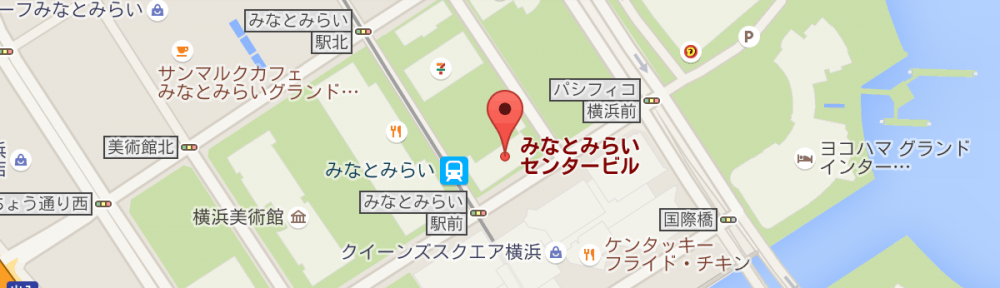 ーフみなとみらい
みなとみらい
駅北
サンマルクカフェ
みなとみらいグランド…
パシフィコ
横浜前
P
7
美術館北
みなとみらい
センタービル
ヨコハマ グランド
インター…
みなとみらい
ちょう通り西
みなとみらい
駅前
横浜美術館
国際橋
クイーンズスクエア横浜
ケンタッキー
フライド・チキン